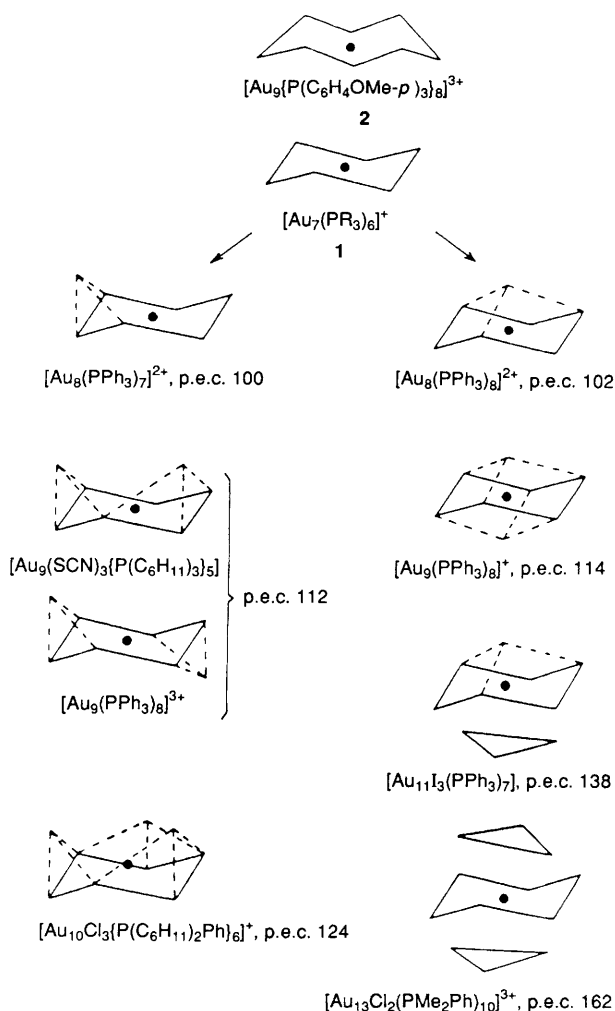 [Au₉{P(C₆H₄OMe-p)₃}₈]³⁺
2
[Au₇(PR₃)₆]⁺
1
[Au₈(PPh₃)₇]²⁺, p.e.c. 100
[Au₈(PPh₃)₈]²⁺, p.e.c. 102
[Au₉(SCN)₃{P(C₆H₁₁)₃}₅]
p.e.c. 112
[Au₉(PPh₃)₈]³⁺
[Au₉(PPh₃)₈]⁺, p.e.c. 114
[Au₁₁I₃(PPh₃)₇], p.e.c. 138
[Au₁₀Cl₃{P(C₆H₁₁)₂Ph}₆]⁺, p.e.c. 124
[Au₁₃Cl₂(PMe₂Ph)₁₀]³⁺, p.e.c. 162